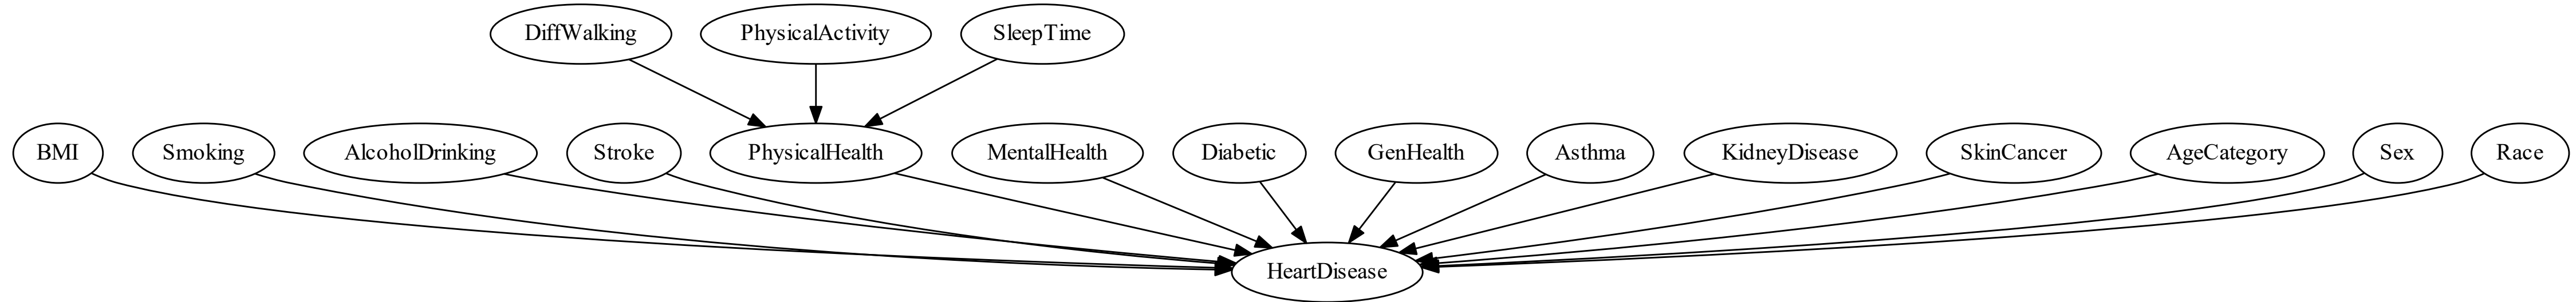 DiffWalking
PhysicalActivity
SleepTime
BMI
Smoking
AlcoholDrinking
Stroke
PhysicalHealth
MentalHealth
Diabetic
GenHealth
Asthma
KidneyDisease
SkinCancer
AgeCategory
Sex
Race
HeartDisease